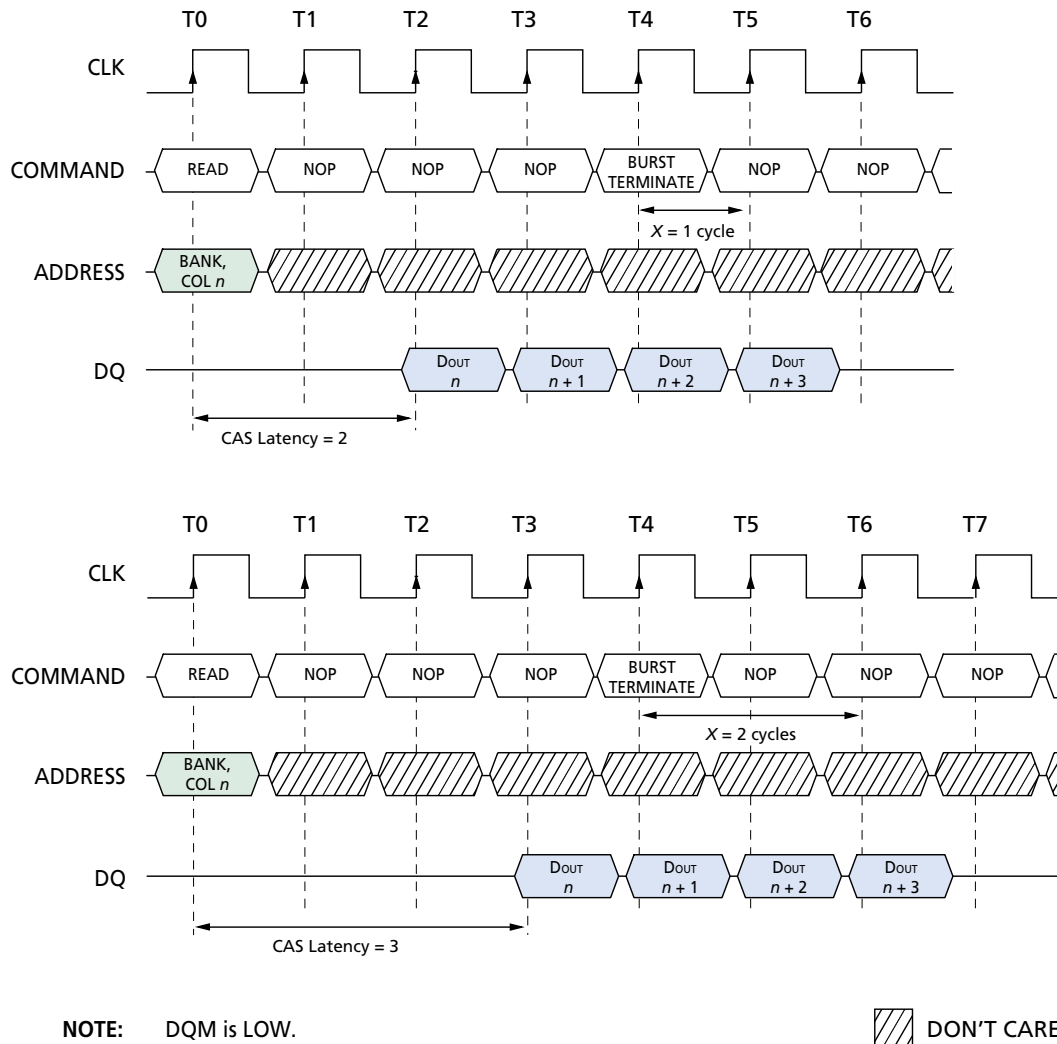 T0 T1 T2 T3 T4 T5 T6
CLK
COMMAND READ NOP NOP NOP BURST TERMINATE NOP NOP
X = 1 cycle
ADDRESS BANK, COL n
DQ DOUT n DOUT n + 1 DOUT n + 2 DOUT n + 3
CAS Latency = 2
T0 T1 T2 T3 T4 T5 T6 T7
CLK
COMMAND READ NOP NOP NOP BURST TERMINATE NOP NOP NOP
X = 2 cycles
ADDRESS BANK, COL n
DQ DOUT n DOUT n + 1 DOUT n + 2 DOUT n + 3
CAS Latency = 3
NOTE: DQM is LOW.
DON'T CARE